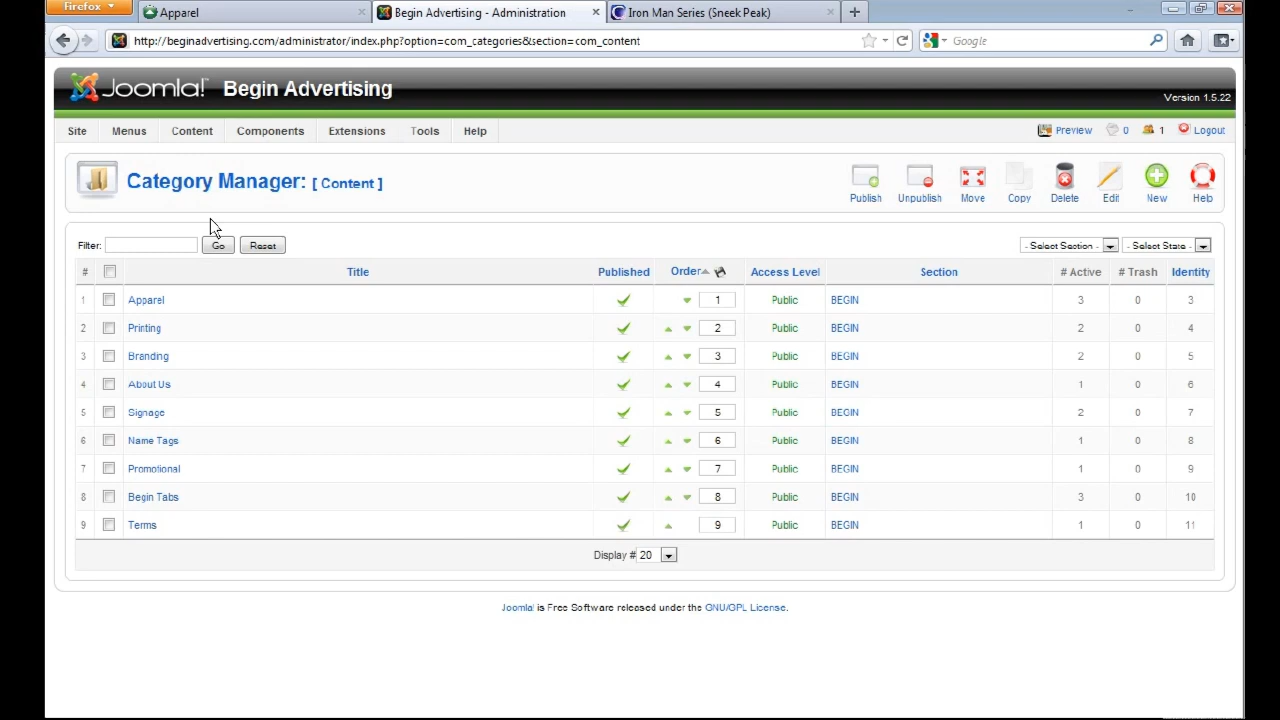 Firefox
Apparel
Begin Advertising - Administration
Iron Man Series (Sneek Peak)
http://beginadvertising.com/administrator/index.php?option=com_categories&section=com_content
Google
Joomla! Begin Advertising
Version 1.5.22
Site Menus Content Components Extensions Tools Help
Preview 0 1 Logout
Category Manager: [ Content ]
Publish Unpublish Move Copy Delete Edit New Help
Filter: Go Reset - Select Section - - Select State -
# Title Published Order Access Level Section # Active # Trash Identity
1 Apparel 1 Public BEGIN 3 0 3
2 Printing 2 Public BEGIN 2 0 4
3 Branding 3 Public BEGIN 2 0 5
4 About Us 4 Public BEGIN 1 0 6
5 Signage 5 Public BEGIN 2 0 7
6 Name Tags 6 Public BEGIN 1 0 8
7 Promotional 7 Public BEGIN 1 0 9
8 Begin Tabs 8 Public BEGIN 3 0 10
9 Terms 9 Public BEGIN 1 0 11
Display # 20
Joomla! is Free Software released under the GNU/GPL License.